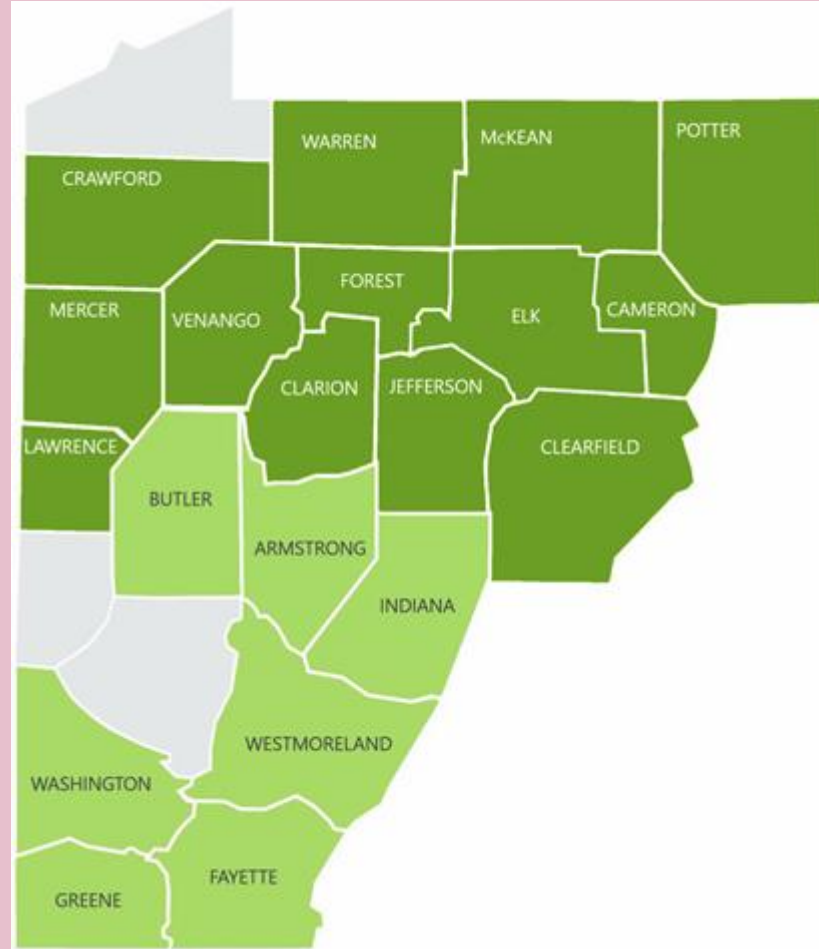 WARREN
McKEAN
POTTER
CRAWFORD
FOREST
MERCER
VENANGO
ELK
CAMERON
CLARION
JEFFERSON
LAWRENCE
CLEARFIELD
BUTLER
ARMSTRONG
INDIANA
WESTMORELAND
WASHINGTON
FAYETTE
GREENE